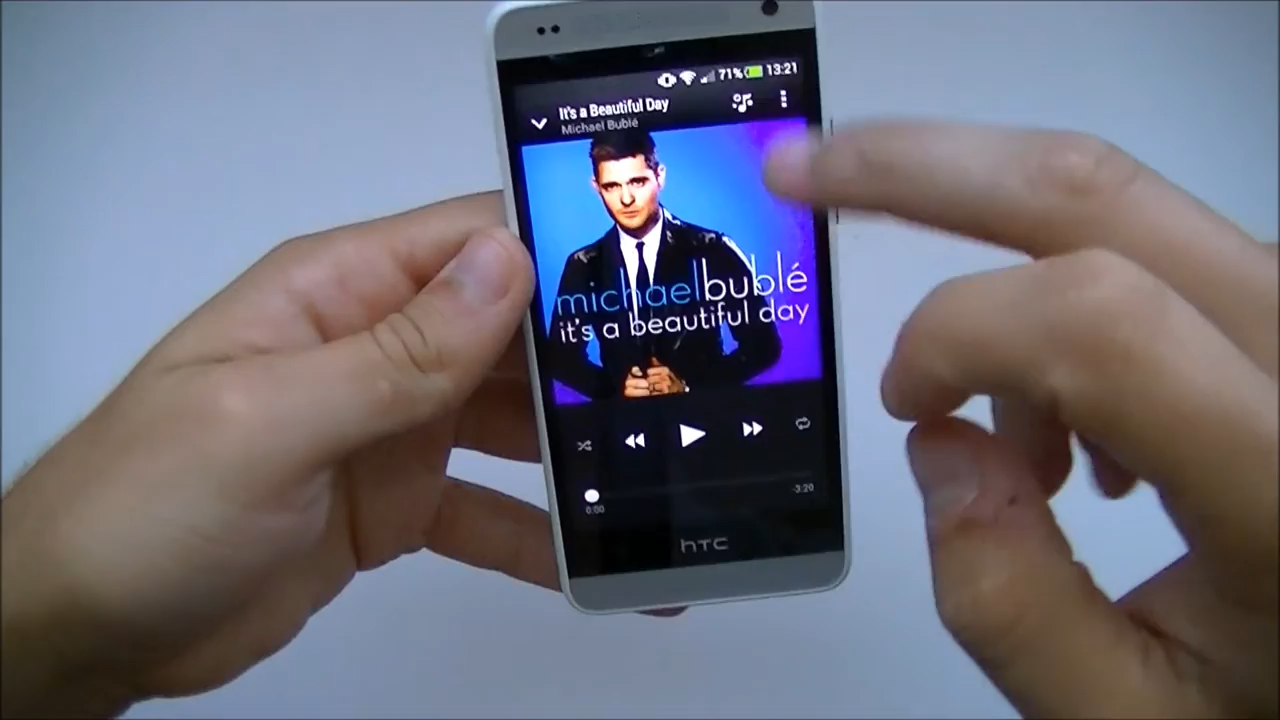 71% 13:21
It's a Beautiful Day
Michael Bublé
michaelbublé
it's a beautiful day
0:00 -3:20
hTC